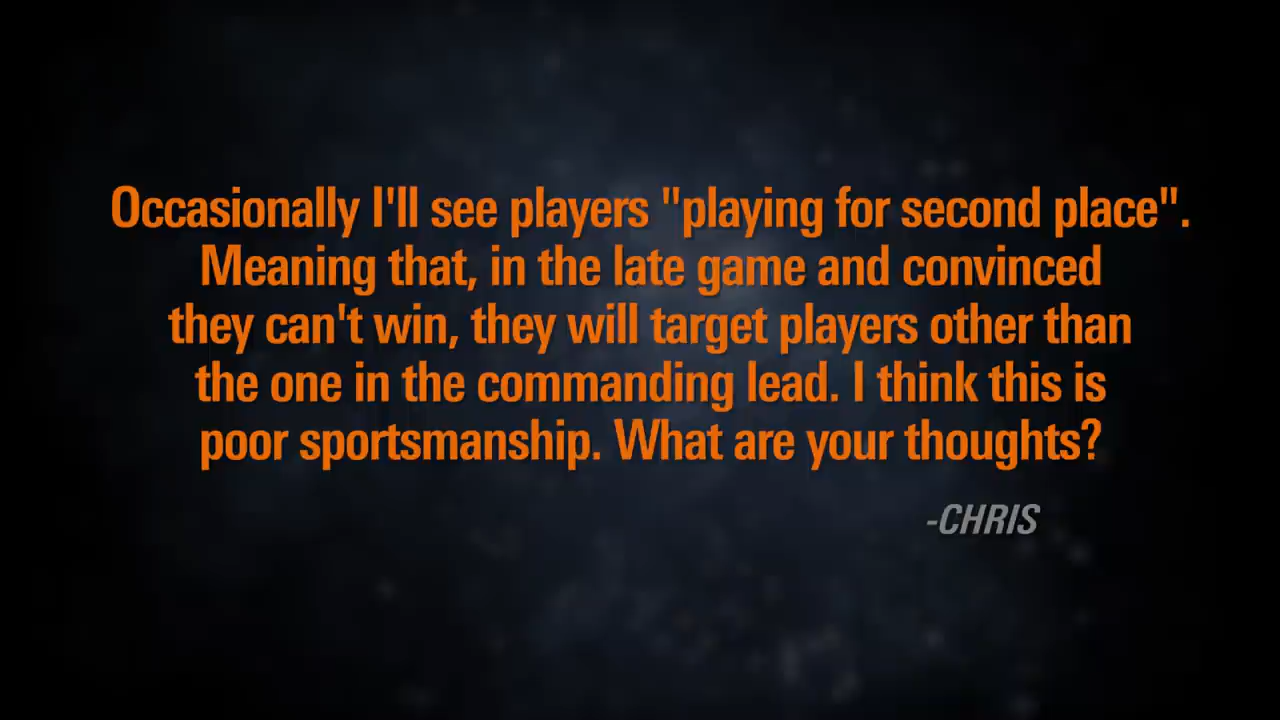 Occasionally I'll see players "playing for second place".
Meaning that, in the late game and convinced
they can't win, they will target players other than
the one in the commanding lead. I think this is
poor sportsmanship. What are your thoughts?
-CHRIS